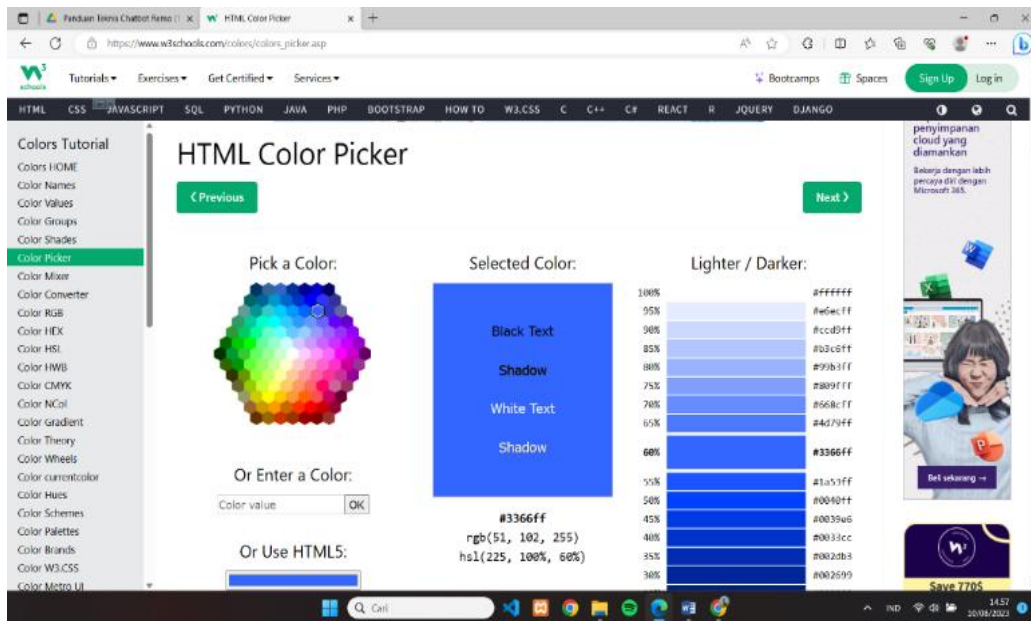 HTML Color Picker
https://www.w3schools.com/colors/colors_picker.asp
Tutorials Exercises Get Certified Services Bootcamps Spaces Sign Up Log in
HTML CSS JAVASCRIPT SQL PYTHON JAVA PHP BOOTSTRAP HOW TO W3.CSS C C++ C# REACT R JQUERY DJANGO
Colors Tutorial
Colors HOME
Color Names
Color Values
Color Groups
Color Shades
Color Picker
Color Mixer
Color Converter
Color RGB
Color HEX
Color HSL
Color HWB
Color CMYK
Color NCol
Color Gradient
Color Theory
Color Wheels
Color currentcolor
Color Hues
Color Schemes
Color Palettes
Color Brands
Color W3.CSS
Color Metro UI
HTML Color Picker
❮ Previous
Next ❯
Pick a Color:
Or Enter a Color:
Color value OK
Or Use HTML5:
Selected Color:
Black Text
Shadow
White Text
Shadow
#3366ff
rgb(51, 102, 255)
hsl(225, 100%, 60%)
Lighter / Darker:
100% #ffffff
95% #e6ecff
90% #ccd9ff
85% #b3c6ff
80% #99b3ff
75% #809fff
70% #668cff
65% #4d79ff
60% #3366ff
55% #1a53ff
50% #0040ff
45% #0039e6
40% #0033cc
35% #002db3
30% #002699
penyimpanan
cloud yang
diamankan
Bekerja dengan lebih
percaya diri dengan
Microsoft 365.
Beli sekarang →
Save 770$
Cari
IND
14.57
10/06/2023